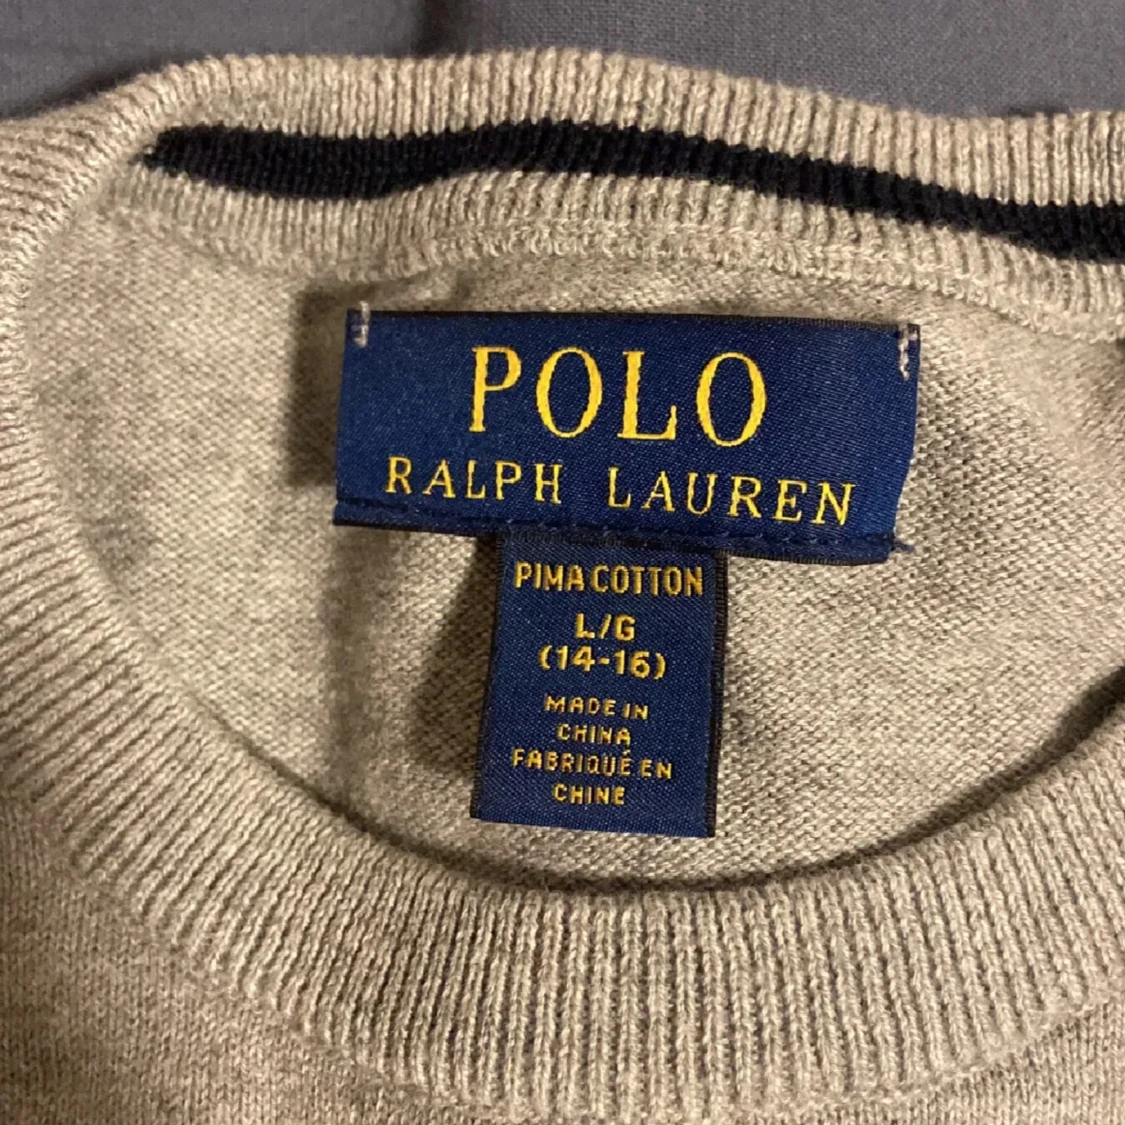 POLO
RALPH LAUREN
PIMA COTTON
L/G
(14-16)
MADE IN
CHINA
FABRIQUÉ EN
CHINE